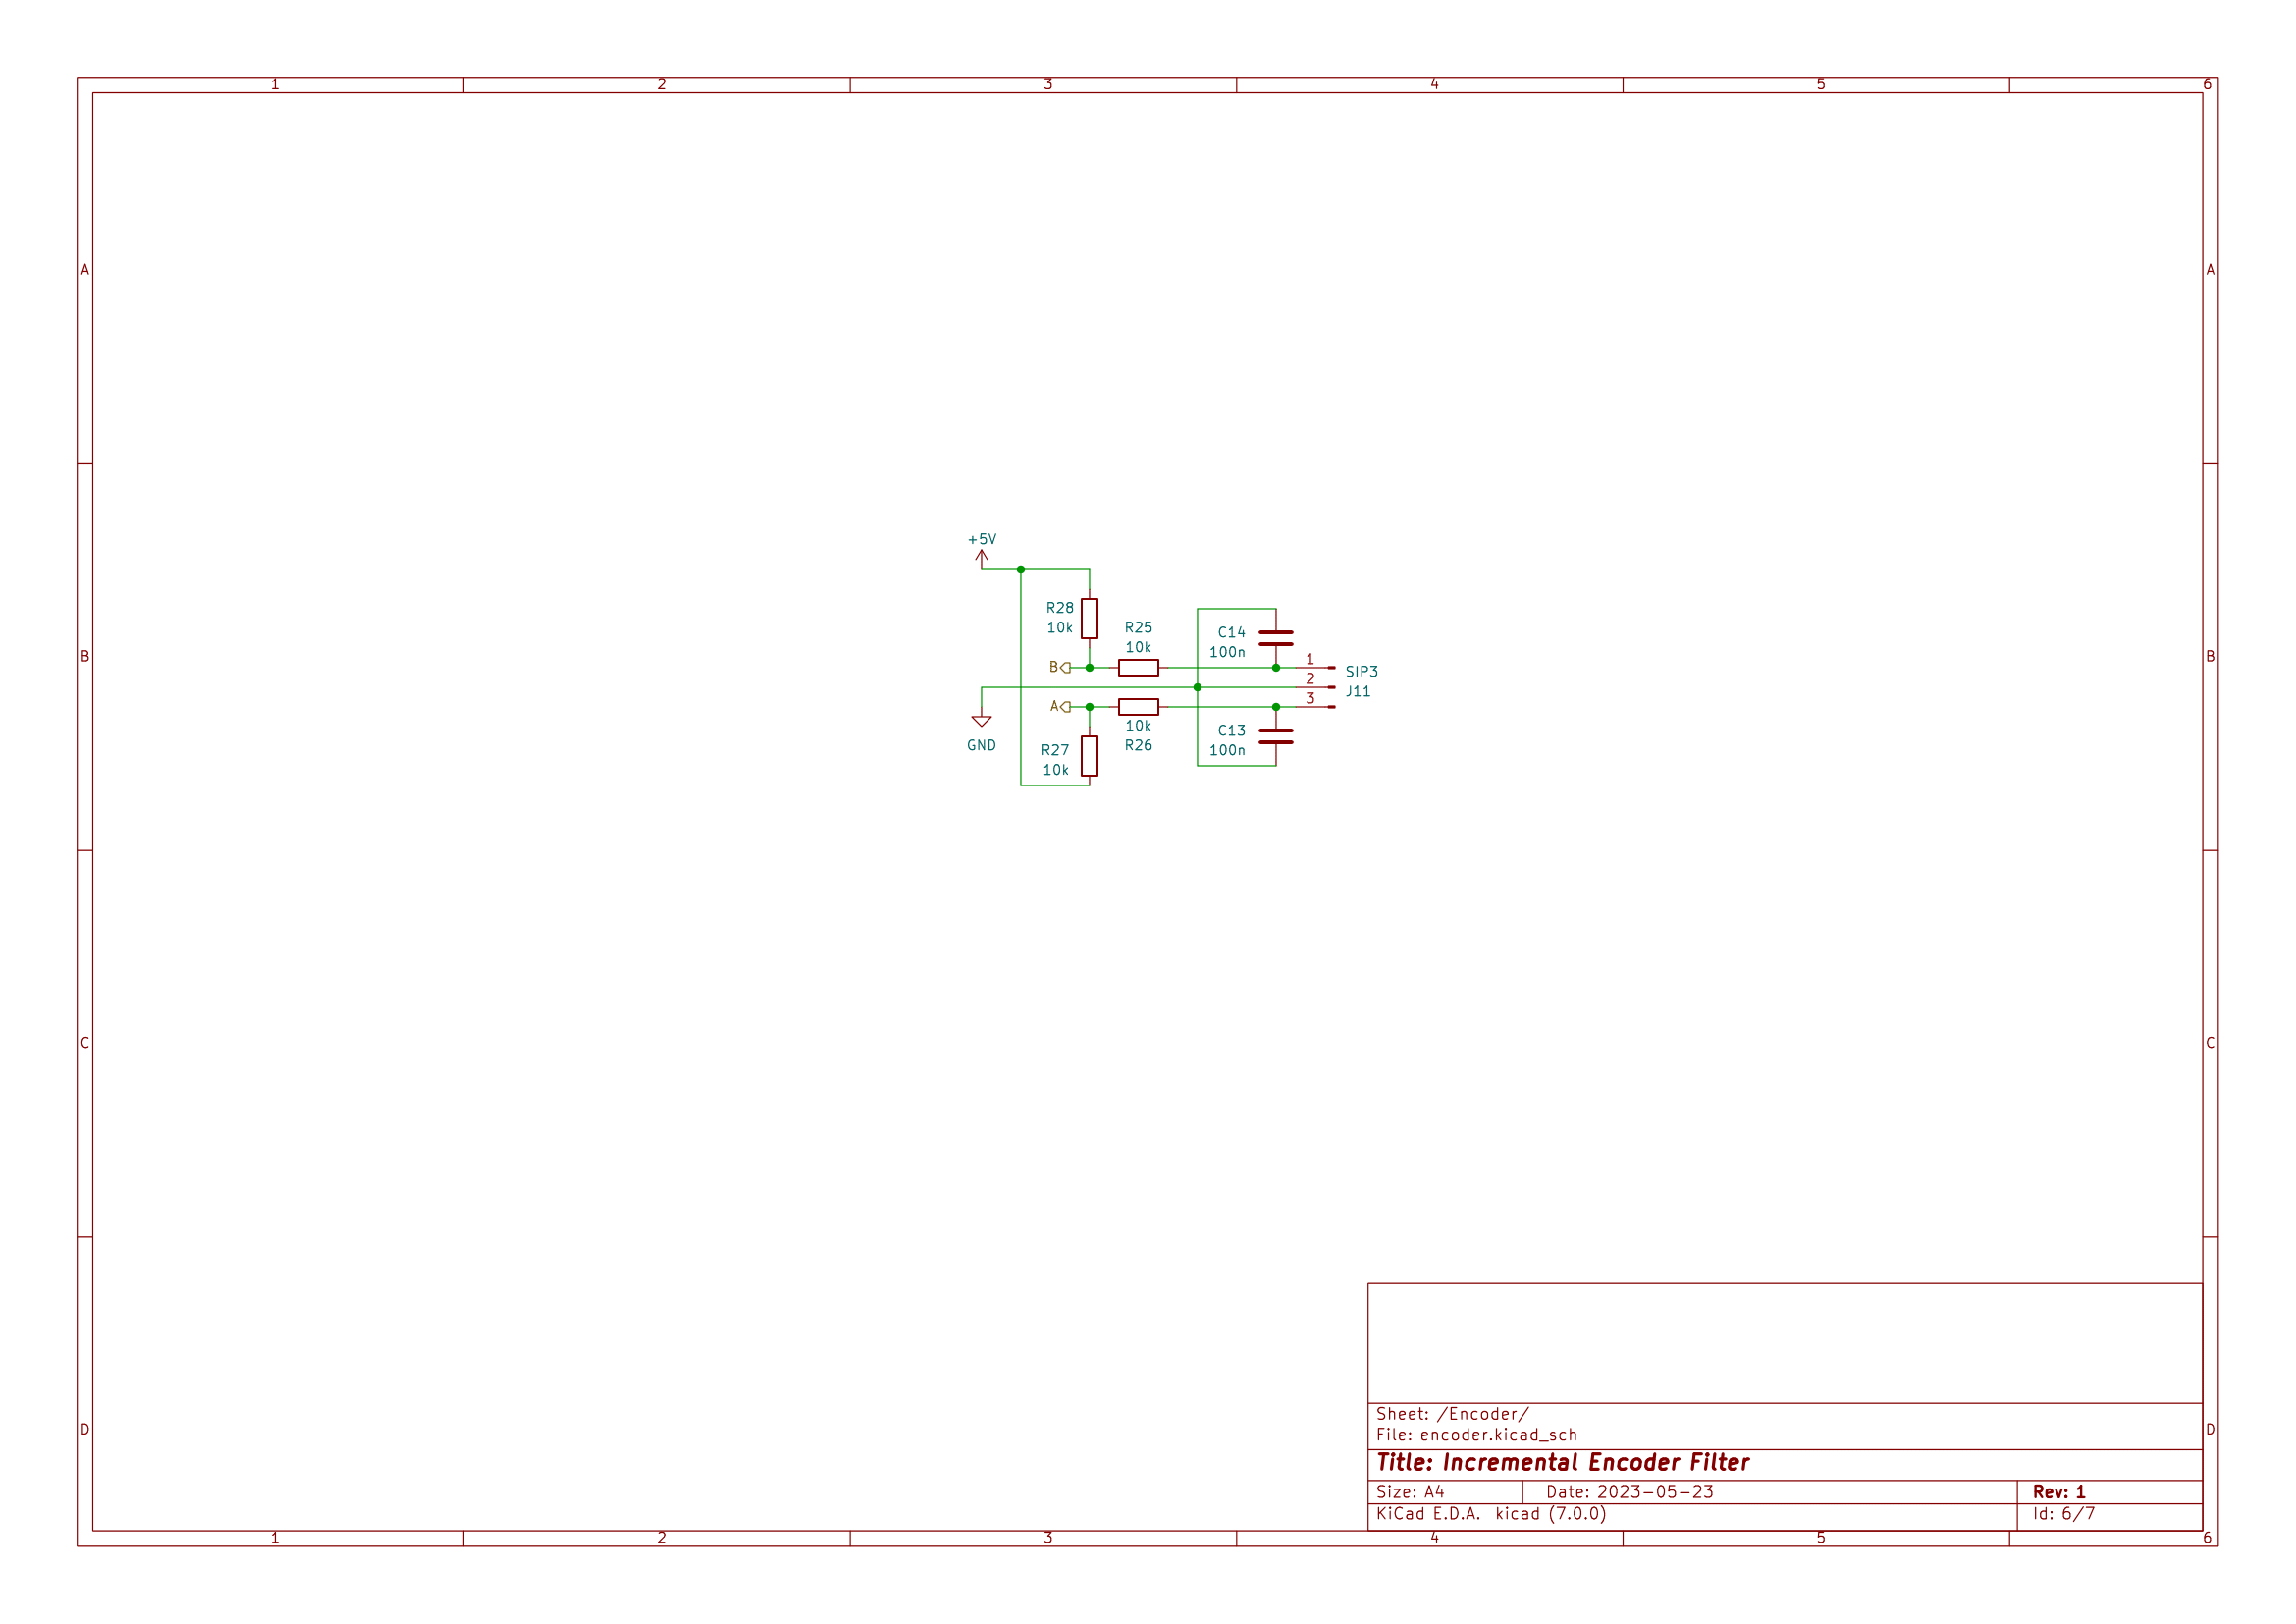 1 2 3 4 5 6
A A
+5V
R28
10k
R25
10k
C14
100n
B
1
2
3
SIP3
J11
B B
A
10k
R26
GND
R27
10k
C13
100n
C C
D D
Sheet: /Encoder/
File: encoder.kicad_sch
Title: Incremental Encoder Filter
Size: A4 Date: 2023-05-23 Rev: 1
KiCad E.D.A. kicad (7.0.0) Id: 6/7
1 2 3 4 5 6